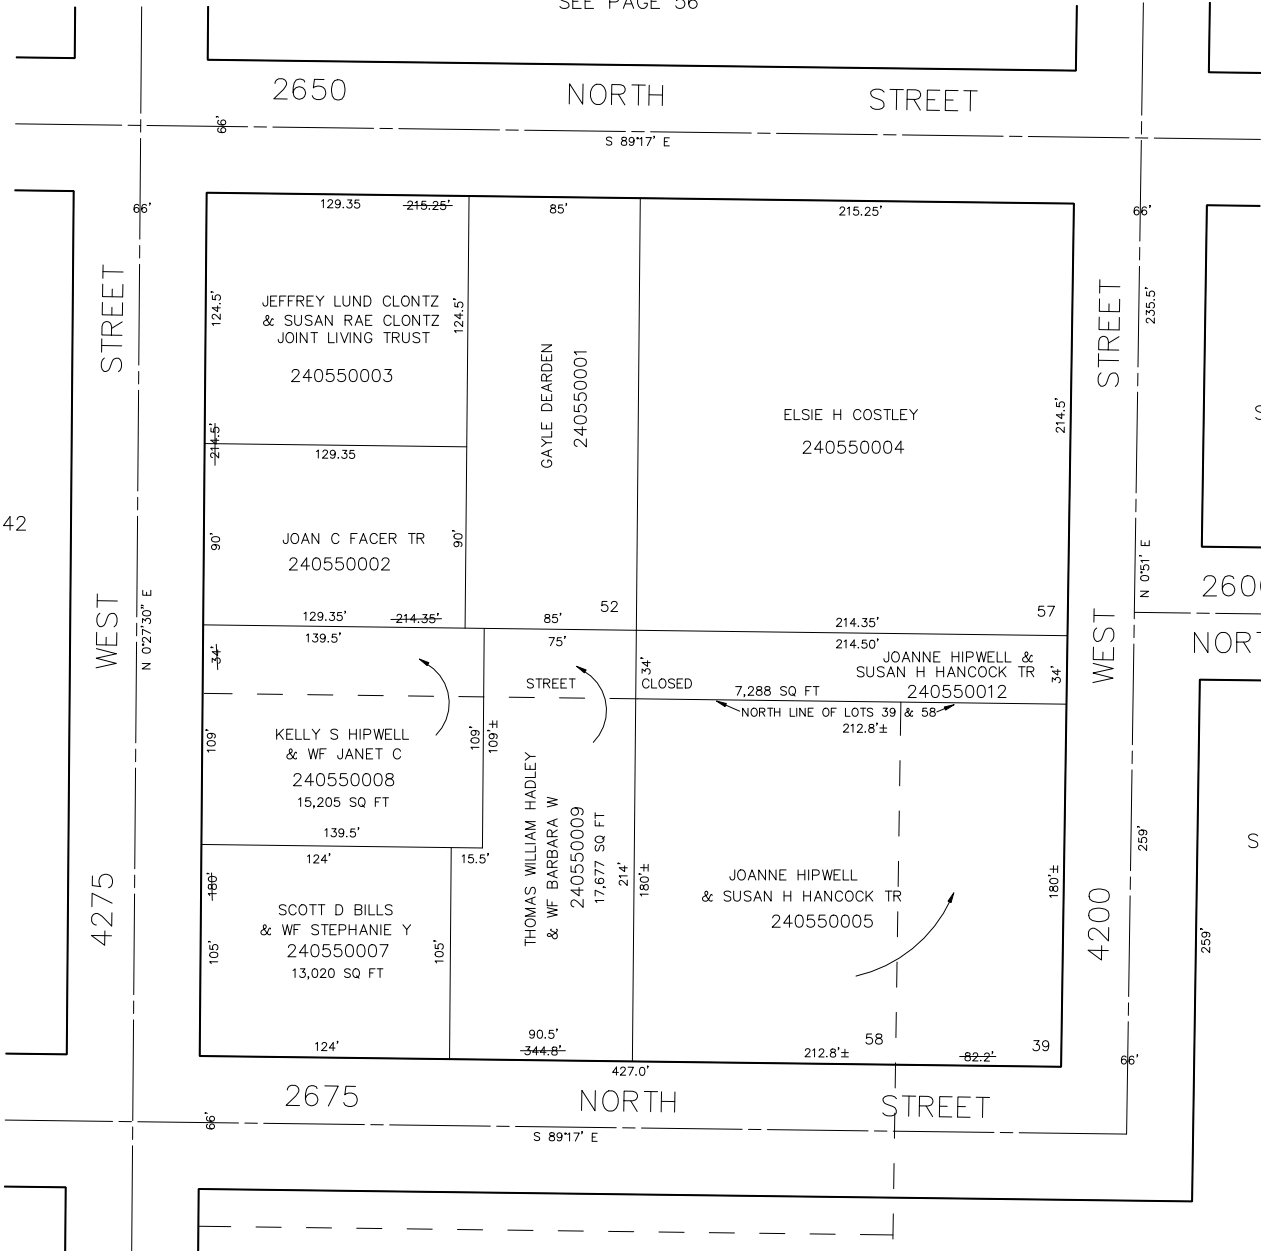 SEE PAGE 56
2650 NORTH STREET
66'
S 89°17' E
66'
129.35
215.25'
85'
215.25'
66'
STREET
124.5'
JEFFREY LUND CLONTZ
& SUSAN RAE CLONTZ
JOINT LIVING TRUST
240550003
124.5'
GAYLE DEARDEN
240550001
ELSIE H COSTLEY
240550004
214.5'
STREET
235.5'
214.5'
129.35
42
90'
JOAN C FACER TR
240550002
90'
N 0°51' E
2600
NORT
WEST
N 0°27'30" E
129.35'
214.35'
85'
52
214.35'
57
WEST
34'
139.5'
75'
34'
214.50'
JOANNE HIPWELL &
SUSAN H HANCOCK TR
240550012
34'
STREET
CLOSED
7,288 SQ FT
NORTH LINE OF LOTS 39 & 58
212.8'±
109'
KELLY S HIPWELL
& WF JANET C
240550008
15,205 SQ FT
109'
109'±
139.5'
THOMAS WILLIAM HADLEY
& WF BARBARA W
240550009
17,677 SQ FT
214'
180'±
259'
S
S
124'
15.5'
4275
180'
105'
SCOTT D BILLS
& WF STEPHANIE Y
240550007
13,020 SQ FT
105'
JOANNE HIPWELL
& SUSAN H HANCOCK TR
240550005
180'±
4200
259'
124'
90.5'
344.8'
58
212.8'±
82.2'
39
66'
427.0'
2675 NORTH STREET
66'
S 89°17' E